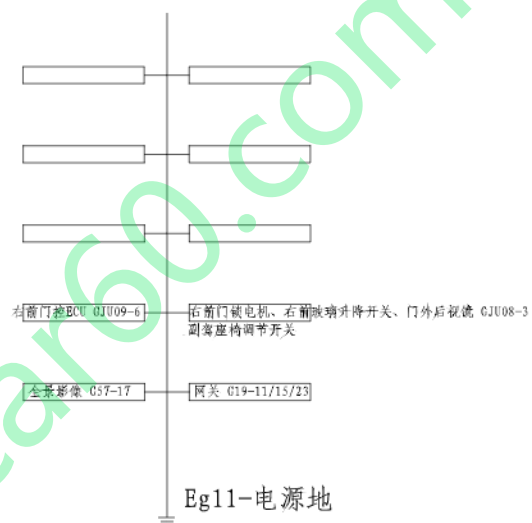 右前门控ECU GJU09-6
右前门锁电机、右前玻璃升降开关、门外后视镜 GJU08-3
副驾座椅调节开关
全景影像 G57-17
网关 G19-11/15/23
Eg11-电源地
car60.com